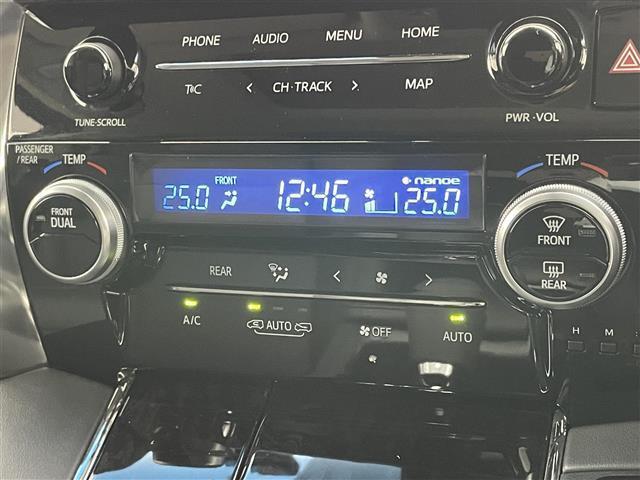 PHONE AUDIO MENU HOME
T/C < CH·TRACK > MAP
TUNE·SCROLL
PWR·VOL
PASSENGER
/REAR
TEMP
TEMP
FRONT
nanoe
25.0 12:46 25.0
FRONT
DUAL
FRONT
REAR
REAR < >
A/C AUTO OFF AUTO
H M